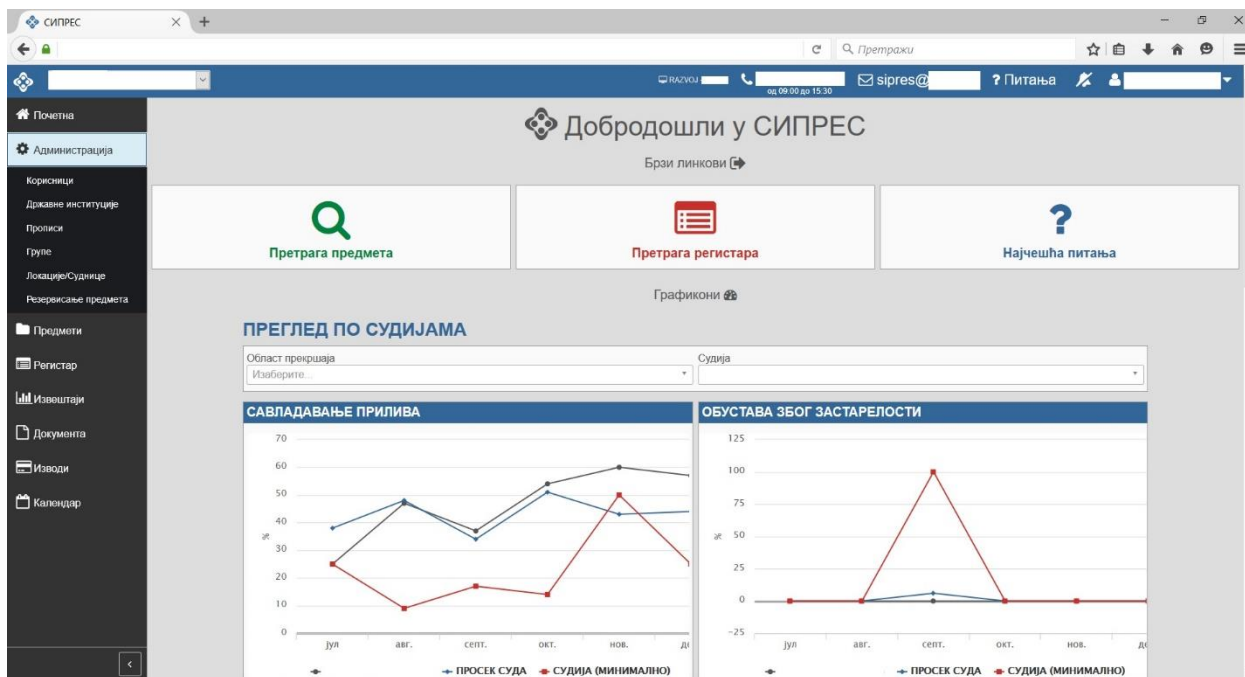 СИПРЕС
Претражи
RAZVOJ
од 09:00 до 15:30
sipres@
? Питања
Почетна
Администрација
Корисници
Државне институције
Прописи
Групе
Локације/Суднице
Резервисање предмета
Предмети
Регистар
Извештаји
Документа
Изводи
Календар
Добродошли у СИПРЕС
Брзи линкови
Претрага предмета
Претрага регистара
?
Најчешћа питања
Графикони
ПРЕГЛЕД ПО СУДИЈАМА
Област прекршаја
Изаберите...
Судија
САВЛАДАВАЊЕ ПРИЛИВА
70
60
50
40
30
20
10
0
%
јул авг. септ. окт. нов. де
ПРОСЕК СУДА СУДИЈА (МИНИМАЛНО)
ОБУСТАВА ЗБОГ ЗАСТАРЕЛОСТИ
125
100
75
50
25
0
-25
%
јул авг. септ. окт. нов. де
ПРОСЕК СУДА СУДИЈА (МИНИМАЛНО)